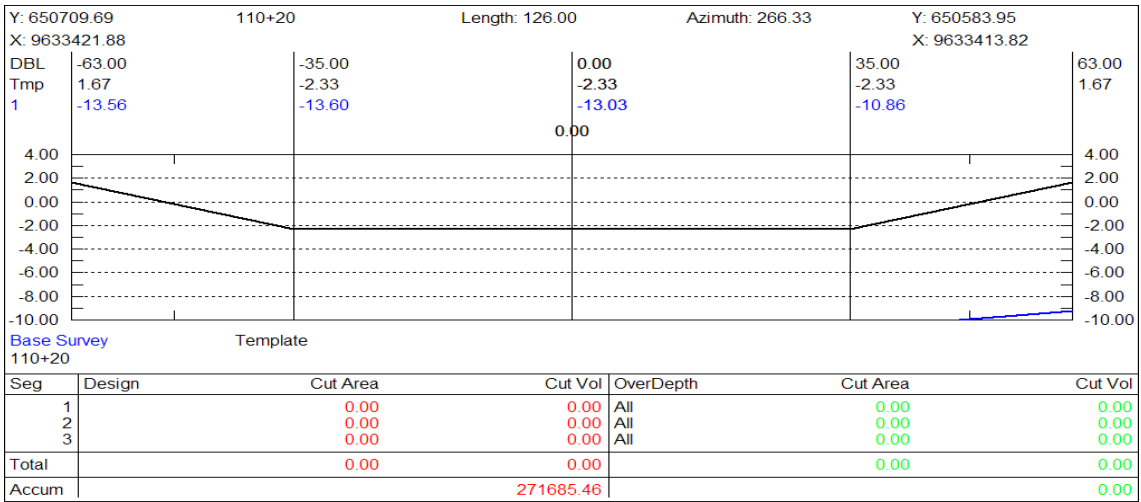 Y: 650709.69 110+20 Length: 126.00 Azimuth: 266.33 Y: 650583.95
X: 9633421.88 X: 9633413.82
DBL -63.00 -35.00 0.00 35.00 63.00
Tmp 1.67 -2.33 -2.33 -2.33 1.67
1 -13.56 -13.60 -13.03 -10.86
0.00
4.00 4.00
2.00 2.00
0.00 0.00
-2.00 -2.00
-4.00 -4.00
-6.00 -6.00
-8.00 -8.00
-10.00 -10.00
Base Survey Template
110+20
Seg Design Cut Area Cut Vol OverDepth Cut Area Cut Vol
1 0.00 0.00 All 0.00 0.00
2 0.00 0.00 All 0.00 0.00
3 0.00 0.00 All 0.00 0.00
Total 0.00 0.00 0.00 0.00
Accum 271685.46 0.00